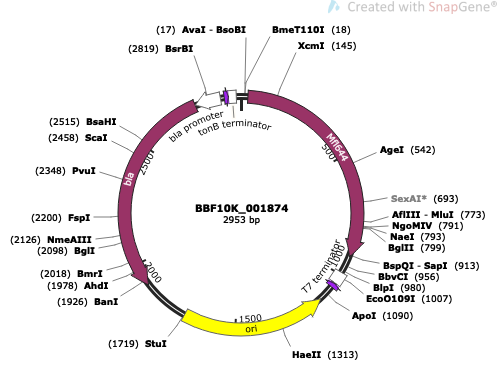 Created with SnapGene®
(17) AvaI - BsoBI
BmeT110I (18)
(2819) BsrBI
XcmI (145)
bla promoter
tonB terminator
(2515) BsaHI
(2458) ScaI
(2348) PvuI
(2200) FspI
(2126) NmeAIII
(2098) BglI
(2018) BmrI
(1978) AhdI
(1926) BanI
(1719) StuI
bla
2500
2000
BBF10K_001874
2953 bp
Mfl644
500
AgeI (542)
SexAI* (693)
AflIII - MluI (773)
NgoMIV (791)
NaeI (793)
BglII (799)
BspQI - SapI (913)
BbvCI (956)
BlpI (980)
EcoO109I (1007)
ApoI (1090)
1000
T7 terminator
1500
ori
HaeII (1313)